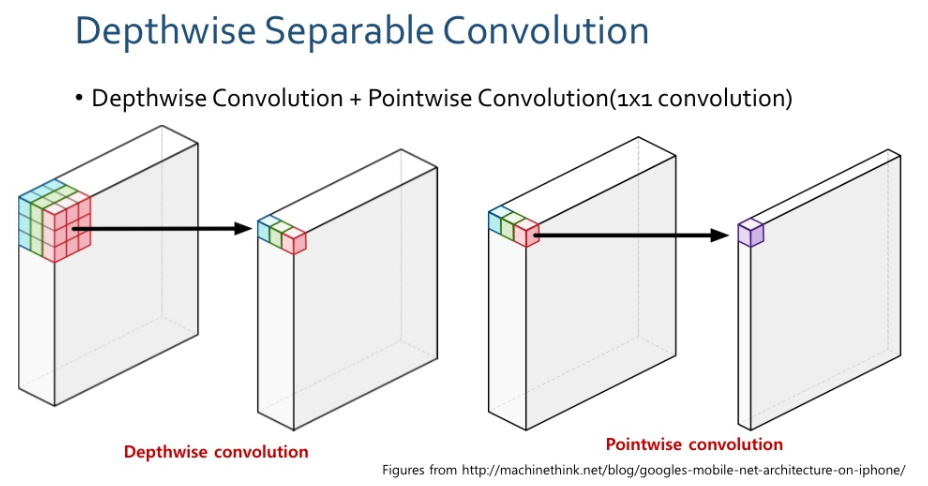 Depthwise Separable Convolution
• Depthwise Convolution + Pointwise Convolution(1x1 convolution)
Depthwise convolution
Pointwise convolution
Figures from http://machinethink.net/blog/googles-mobile-net-architecture-on-iphone/